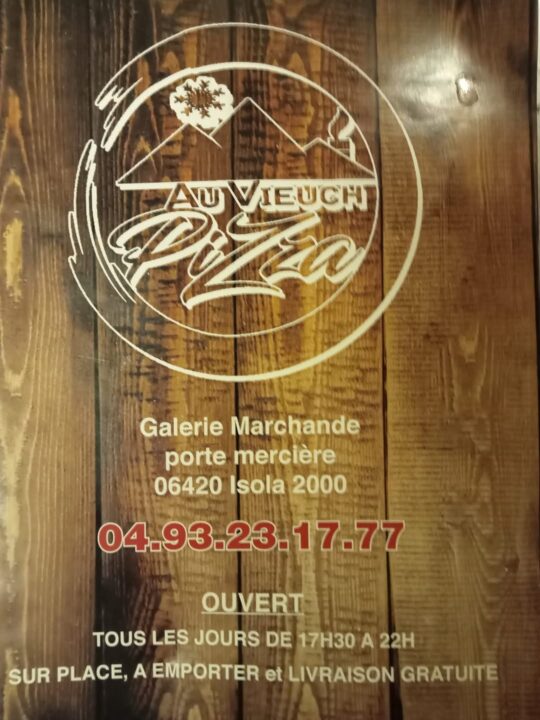 AU VIEUCH
Pizza
Galerie Marchande
porte mercière
06420 Isola 2000
04.93.23.17.77
OUVERT
TOUS LES JOURS DE 17H30 A 22H
SUR PLACE, A EMPORTER et LIVRAISON GRATUITE